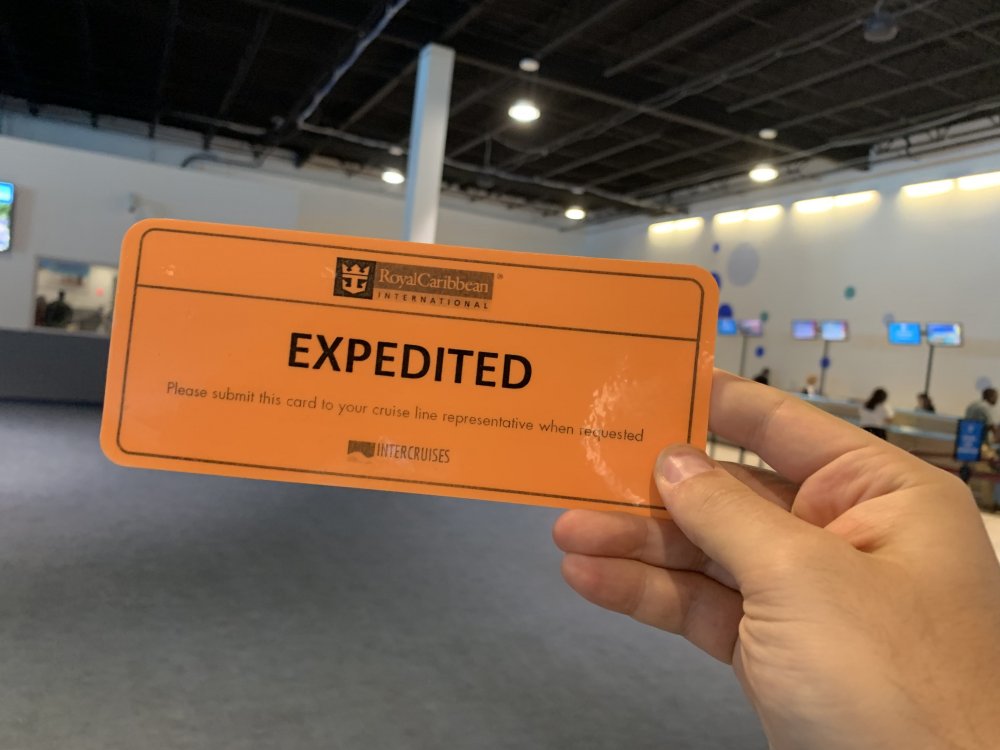 RoyalCaribbean®
INTERNATIONAL
EXPEDITED
Please submit this card to your cruise line representative when requested
INTERCRUISES